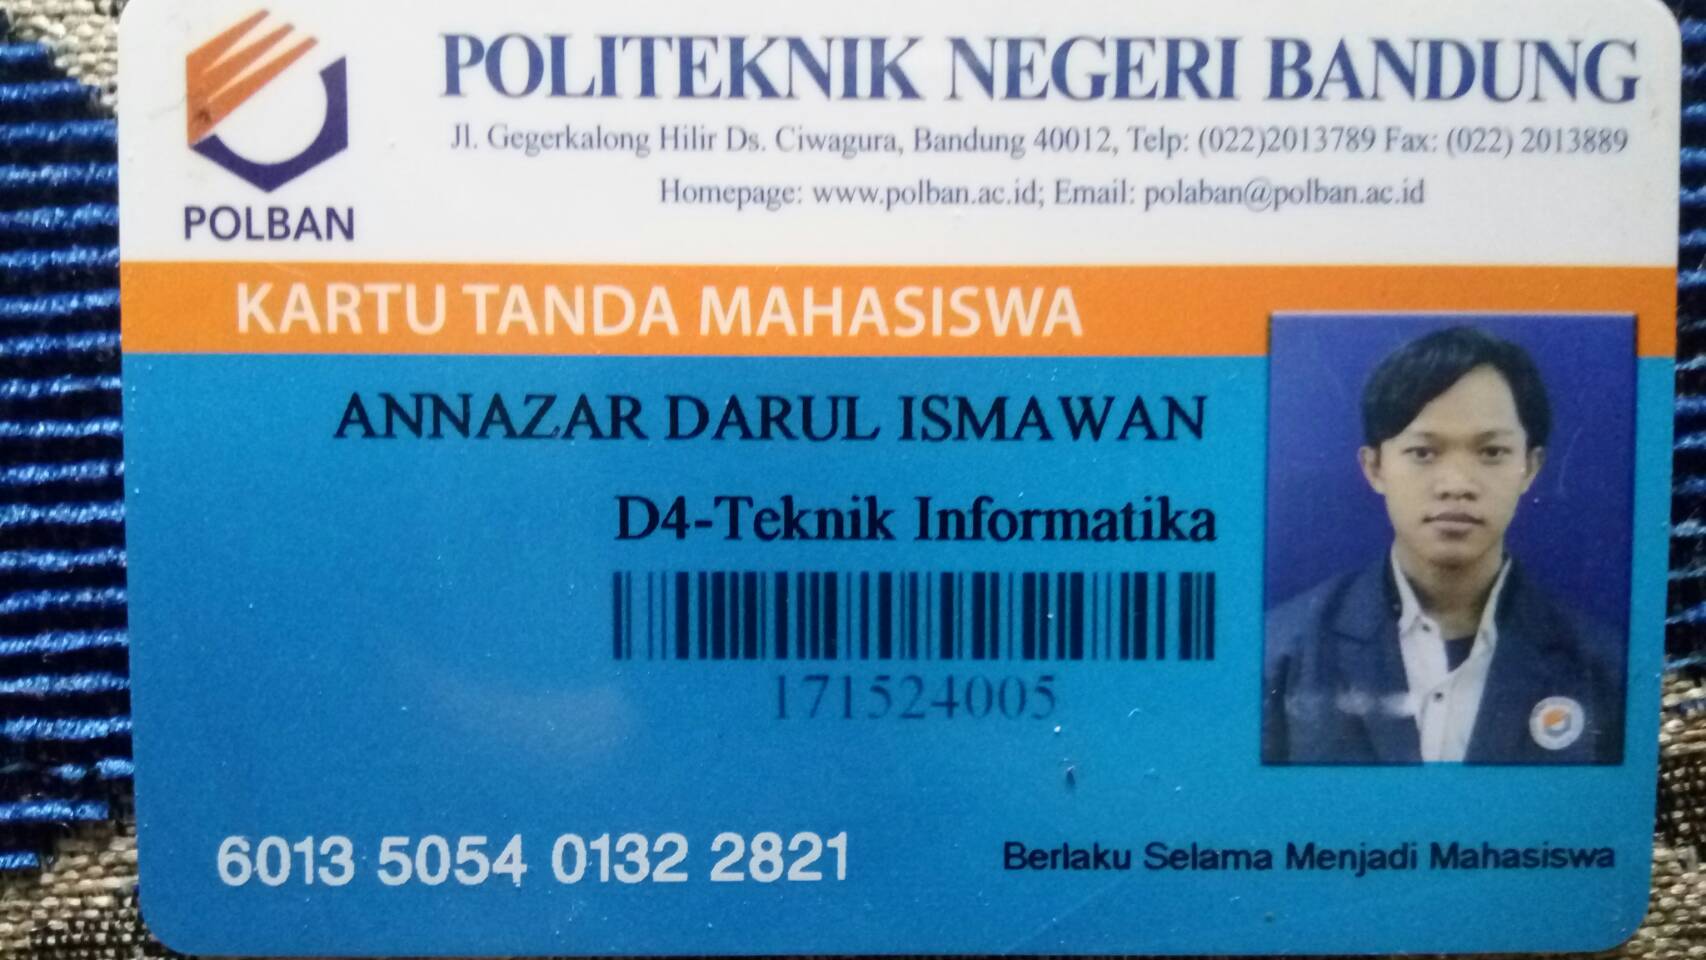 POLITEKNIK NEGERI BANDUNG
Jl. Gegerkalong Hilir Ds. Ciwagura, Bandung 40012, Telp: (022)2013789 Fax: (022) 2013889
Homepage: www.polban.ac.id; Email: polaban@polban.ac.id
POLBAN
KARTU TANDA MAHASISWA
ANNAZAR DARUL ISMAWAN
D4-Teknik Informatika
171524005
6013 5054 0132 2821
Berlaku Selama Menjadi Mahasiswa